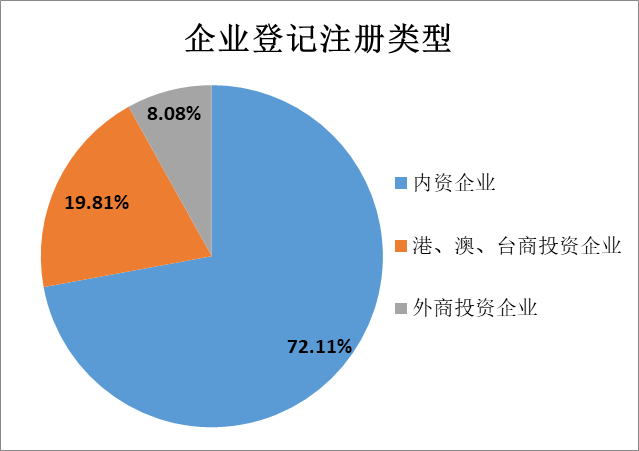 企业登记注册类型
8.08%
19.81%
72.11%
内资企业
港、澳、台商投资企业
外商投资企业